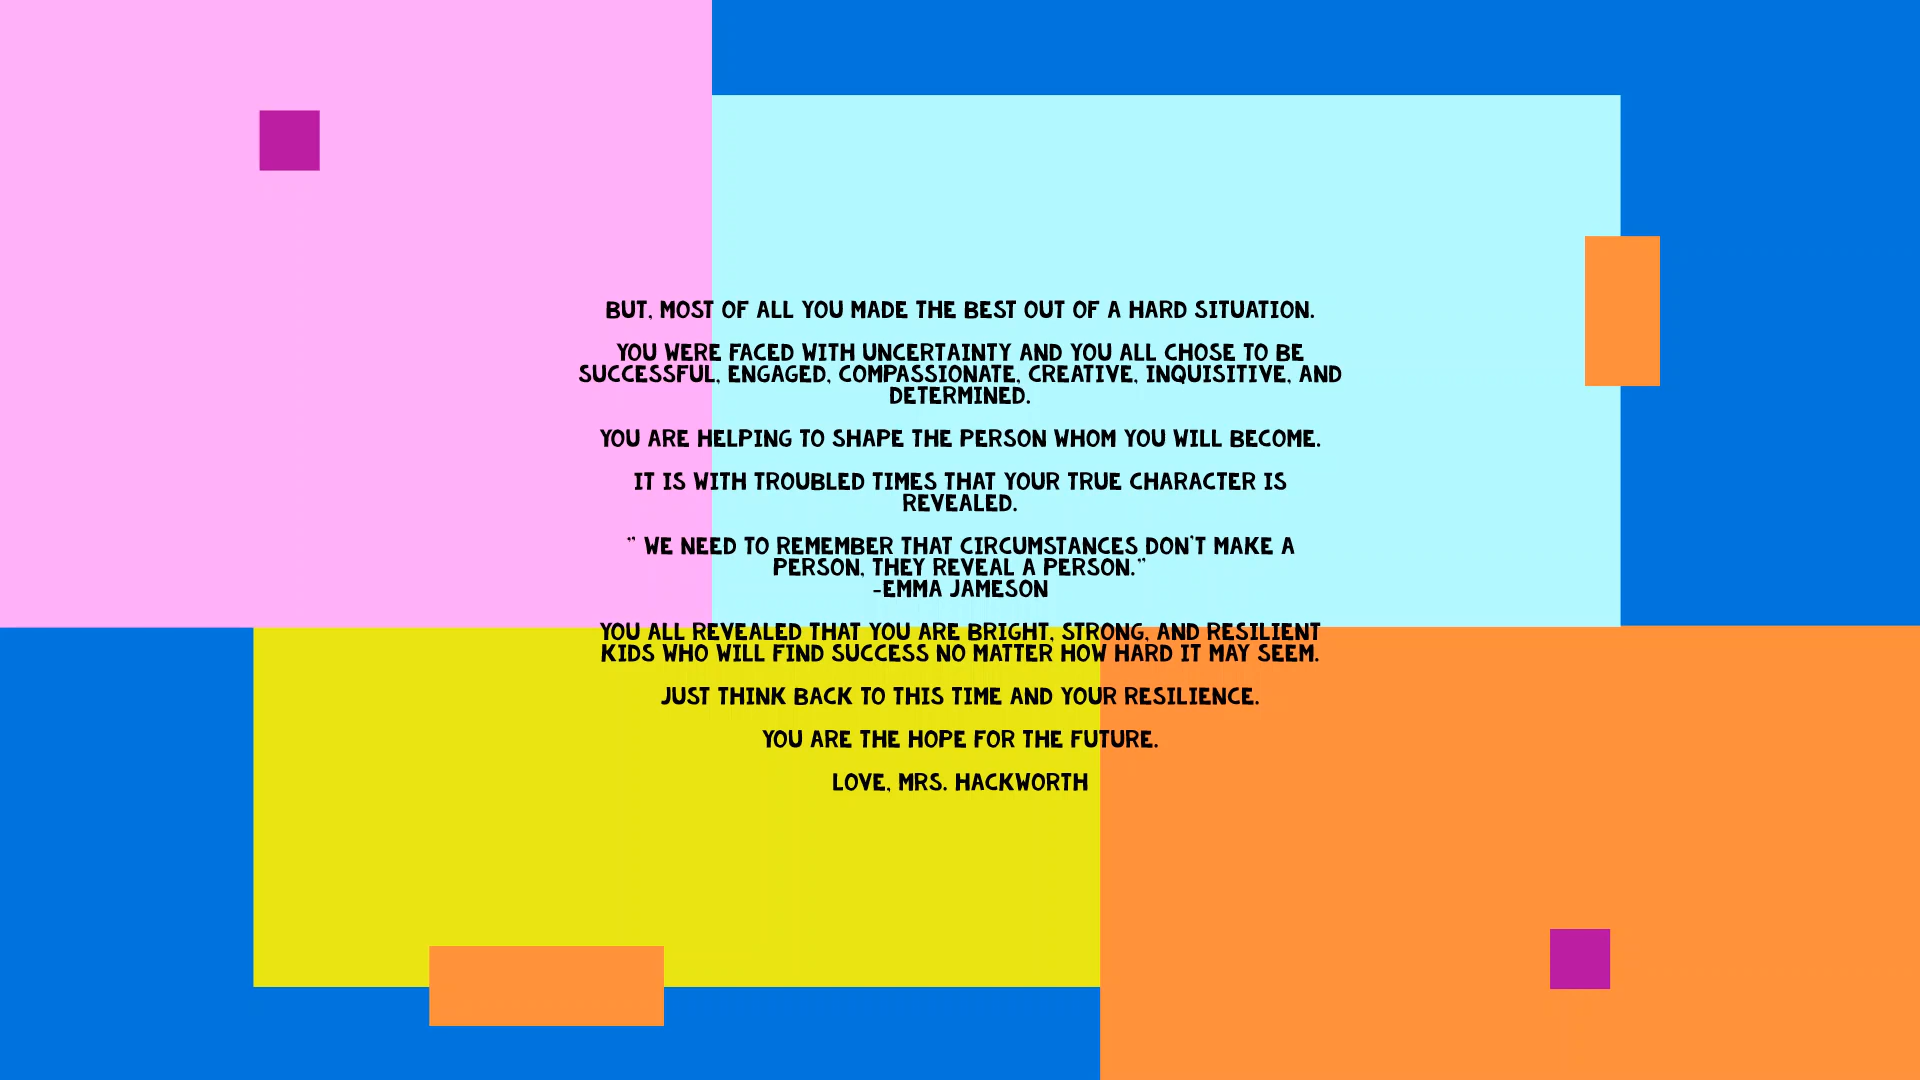 BUT, MOST OF ALL YOU MADE THE BEST OUT OF A HARD SITUATION.
YOU WERE FACED WITH UNCERTAINTY AND YOU ALL CHOSE TO BE
SUCCESSFUL, ENGAGED, COMPASSIONATE, CREATIVE, INQUISITIVE, AND
DETERMINED.
YOU ARE HELPING TO SHAPE THE PERSON WHOM YOU WILL BECOME.
IT IS WITH TROUBLED TIMES THAT YOUR TRUE CHARACTER IS
REVEALED.
" WE NEED TO REMEMBER THAT CIRCUMSTANCES DON'T MAKE A
PERSON, THEY REVEAL A PERSON."
-EMMA JAMESON
YOU ALL REVEALED THAT YOU ARE BRIGHT, STRONG, AND RESILIENT
KIDS WHO WILL FIND SUCCESS NO MATTER HOW HARD IT MAY SEEM.
JUST THINK BACK TO THIS TIME AND YOUR RESILIENCE.
YOU ARE THE HOPE FOR THE FUTURE.
LOVE, MRS. HACKWORTH